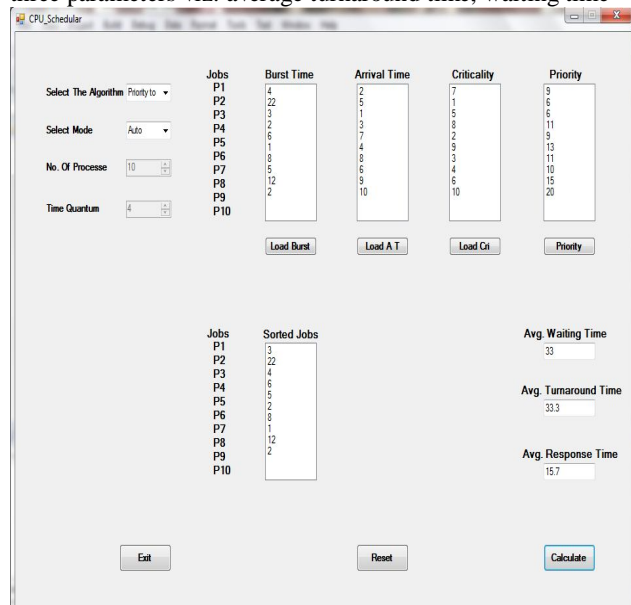 three parameters viz. average turnaround time, waiting time
CPU_Schedular
Select The Algorithm Priority to
Select Mode Auto
No. Of Processe 10
Time Quantum 4
Jobs
P1
P2
P3
P4
P5
P6
P7
P8
P9
P10
Burst Time
4
22
3
2
6
1
8
5
12
2
Load Burst
Arrival Time
2
5
1
3
7
4
8
6
9
10
Load A T
Criticality
7
1
5
8
2
9
3
4
6
10
Load Cri
Priority
9
6
6
11
9
13
11
10
15
20
Priority
Jobs
P1
P2
P3
P4
P5
P6
P7
P8
P9
P10
Sorted Jobs
3
22
4
6
5
2
8
1
12
2
Avg. Waiting Time
33
Avg. Turnaround Time
33.3
Avg. Response Time
15.7
Exit
Reset
Calculate